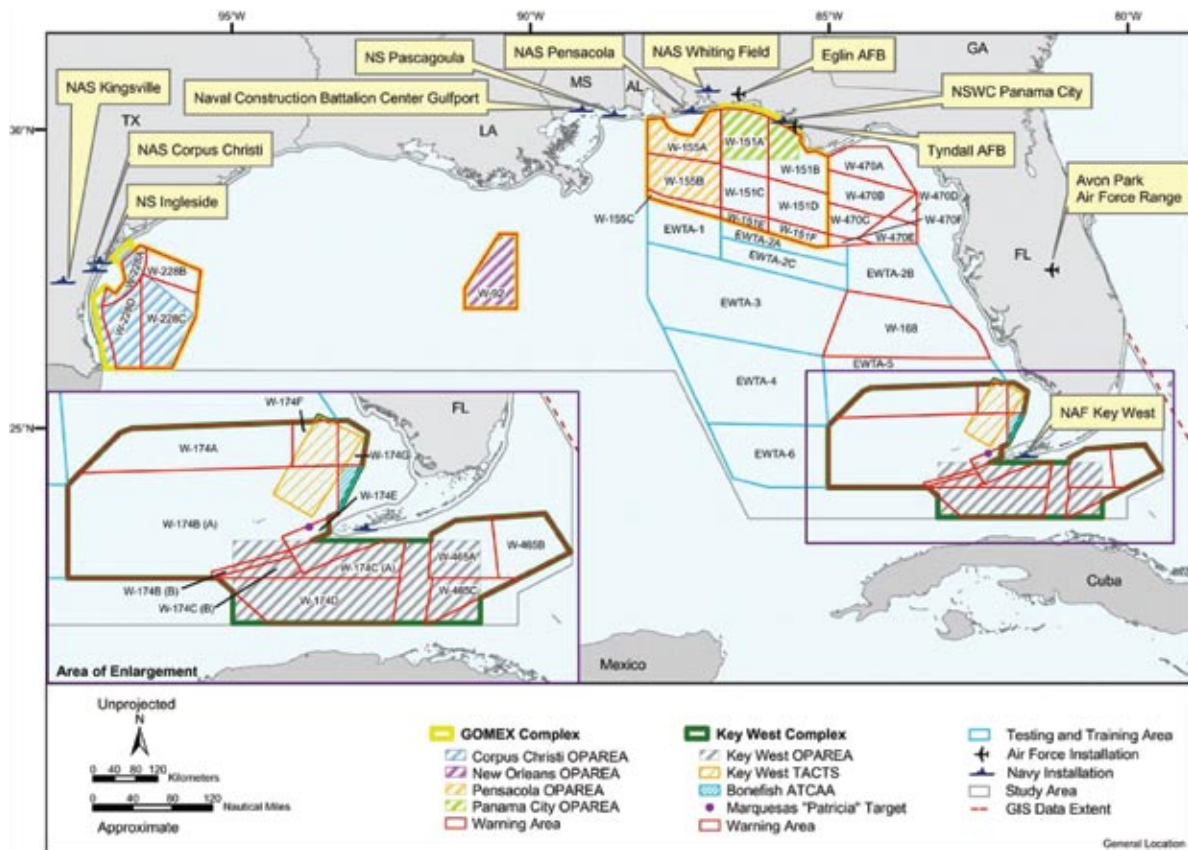 95°W
90°W
85°W
80°W
NS Pascagoula
NAS Pensacola
NAS Whiting Field
Eglin AFB
GA
NAS Kingsville
Naval Construction Battalion Center Gulfport
MS
AL
NSWC Panama City
30°N
TX
LA
NAS Corpus Christi
Tyndall AFB
NS Ingleside
Avon Park
Air Force Range
W-155A
W-151A
W-155B
W-151B
W-470A
W-151C
W-470B
W-470D
W-155C
W-151D
W-470C
W-470F
W-151E
W-151F
W-470E
EWTA-1
EWTA-2A
EWTA-2C
EWTA-2B
FL
W-228A
W-228B
W-228D
W-228C
W-92
EWTA-3
W-168
EWTA-5
EWTA-4
EWTA-6
NAF Key West
25°N
W-174F
FL
W-174A
W-174G
W-174E
W-174B (A)
W-465A
W-465B
W-174C (A)
W-174B (B)
W-174D
W-465C
W-174C (B)
Cuba
Mexico
Area of Enlargement
Unprojected
N
0 40 80 120 Kilometers
0 40 80 120 Nautical Miles
Approximate
GOMEX Complex
Corpus Christi OPAREA
New Orleans OPAREA
Pensacola OPAREA
Panama City OPAREA
Warning Area
Key West Complex
Key West OPAREA
Key West TACTS
Bonefish ATCAA
Marquesas "Patricia" Target
Warning Area
Testing and Training Area
Air Force Installation
Navy Installation
Study Area
GIS Data Extent
General Location